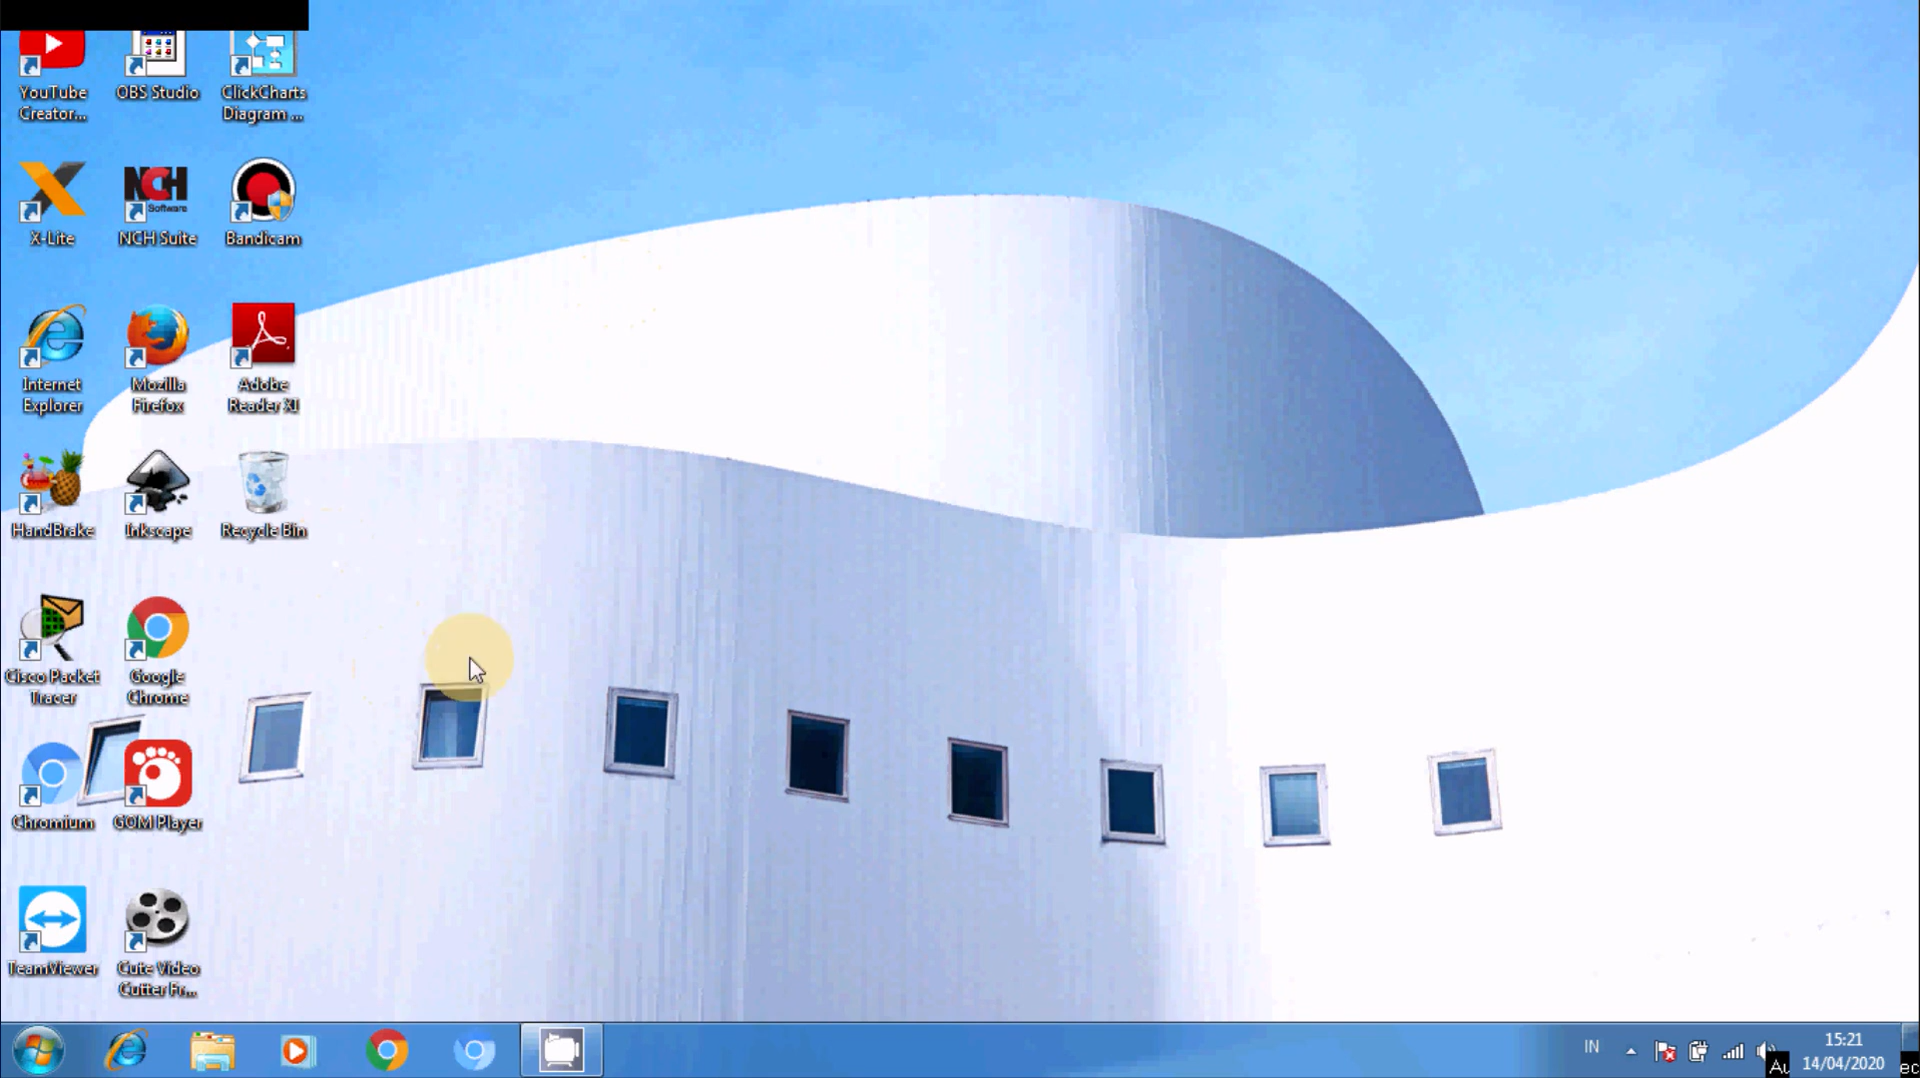 YouTube
Creator...
OBS Studio
ClickCharts
Diagram ...
X-Lite
NCH Software
NCH Suite
Bandicam
Internet
Explorer
Mozilla
Firefox
Adobe
Reader XI
HandBrake
Inkscape
Recycle Bin
Cisco Packet
Tracer
Google
Chrome
Chromium
GOM Player
TeamViewer
Cute Video
Cutter Fr...
IN
15:21
14/04/2020